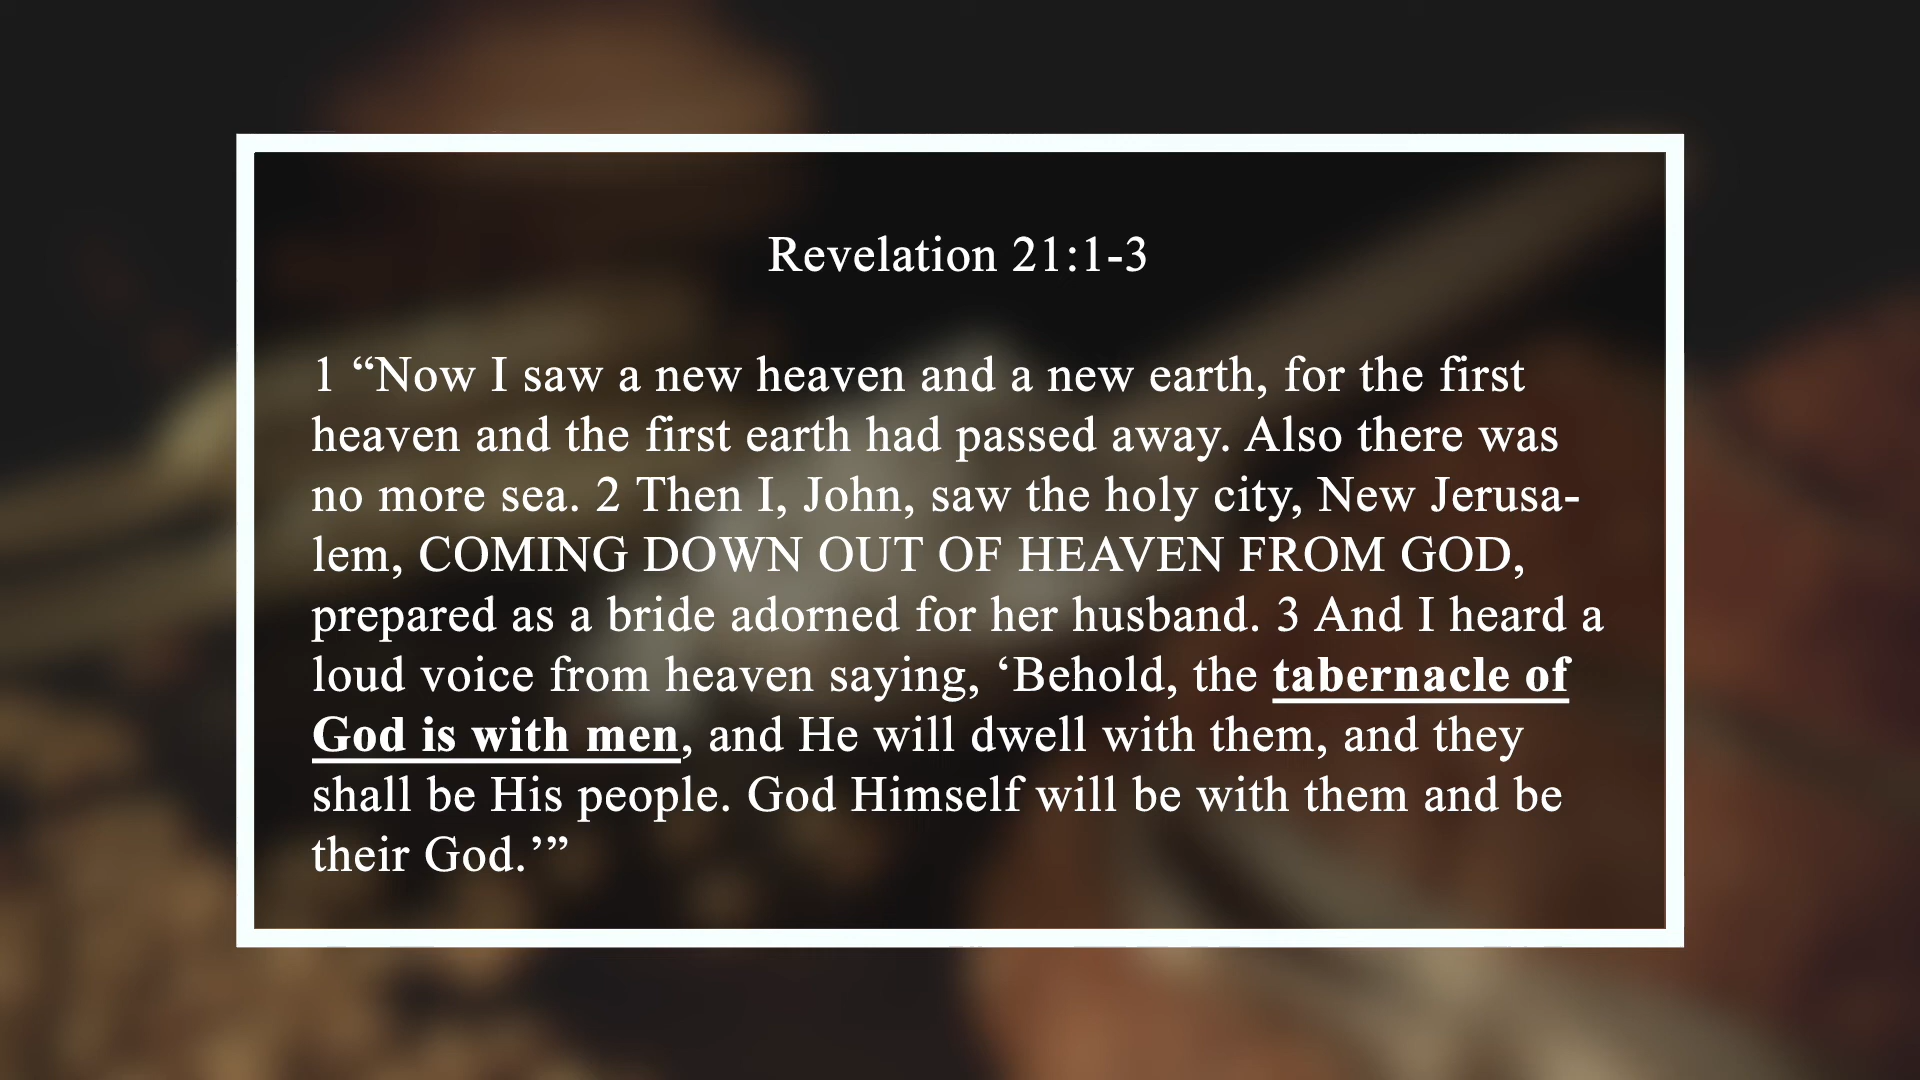 Revelation 21:1-3
1 “Now I saw a new heaven and a new earth, for the first
heaven and the first earth had passed away. Also there was
no more sea. 2 Then I, John, saw the holy city, New Jerusa-
lem, COMING DOWN OUT OF HEAVEN FROM GOD,
prepared as a bride adorned for her husband. 3 And I heard a
loud voice from heaven saying, ‘Behold, the tabernacle of
God is with men, and He will dwell with them, and they
shall be His people. God Himself will be with them and be
their God.’”